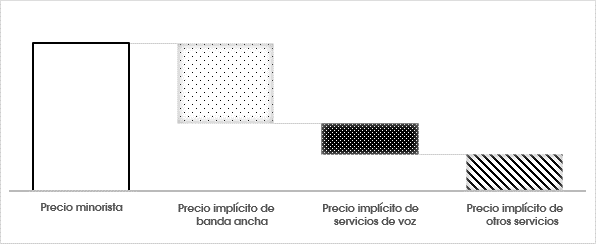 Precio minorista
Precio implícito de
banda ancha
Precio implícito de
servicios de voz
Precio implícito de
otros servicios